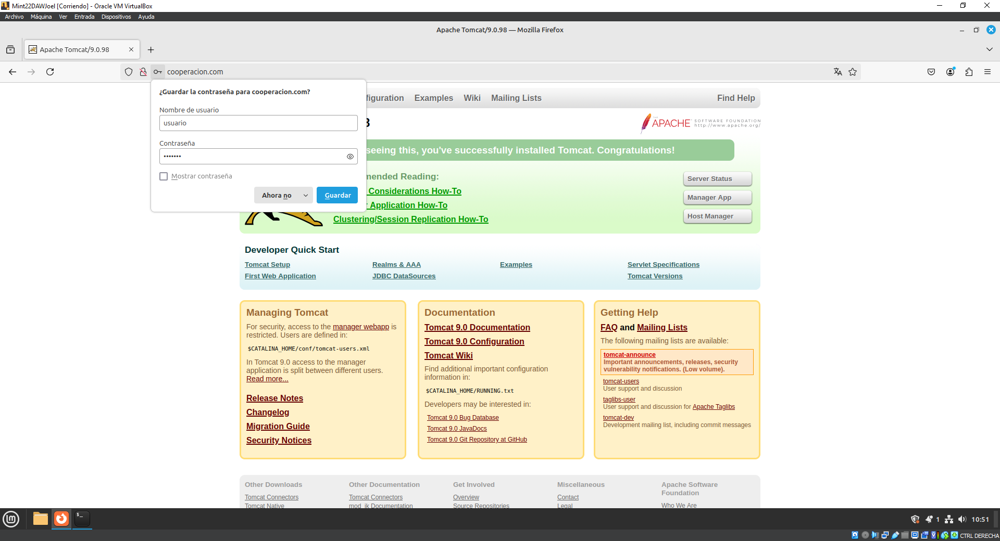 Mint22DAWJoel [Corriendo] - Oracle VM VirtualBox
Archivo Máquina Ver Entrada Dispositivos Ayuda
Apache Tomcat/9.0.98 — Mozilla Firefox
Apache Tomcat/9.0.98
cooperacion.com
¿Guardar la contraseña para cooperacion.com?
Nombre de usuario
usuario
Contraseña
•••••••
Mostrar contraseña
Ahora no
Guardar
figuration Examples Wiki Mailing Lists Find Help
THE APACHE SOFTWARE FOUNDATION
http://www.apache.org/
seeing this, you've successfully installed Tomcat. Congratulations!
mended Reading:
Considerations How-To
r Application How-To
Clustering/Session Replication How-To
Server Status
Manager App
Host Manager
Developer Quick Start
Tomcat Setup Realms & AAA Examples Servlet Specifications
First Web Application JDBC DataSources Tomcat Versions
Managing Tomcat
For security, access to the manager webapp is
restricted. Users are defined in:
$CATALINA_HOME/conf/tomcat-users.xml
In Tomcat 9.0 access to the manager
application is split between different users.
Read more...
Release Notes
Changelog
Migration Guide
Security Notices
Documentation
Tomcat 9.0 Documentation
Tomcat 9.0 Configuration
Tomcat Wiki
Find additional important configuration
information in:
$CATALINA_HOME/RUNNING.txt
Developers may be interested in:
Tomcat 9.0 Bug Database
Tomcat 9.0 JavaDocs
Tomcat 9.0 Git Repository at GitHub
Getting Help
FAQ and Mailing Lists
The following mailing lists are available:
tomcat-announce
Important announcements, releases, security
vulnerability notifications. (Low volume).
tomcat-users
User support and discussion
taglibs-user
User support and discussion for Apache Taglibs
tomcat-dev
Development mailing list, including commit messages
Other Downloads
Tomcat Connectors
Tomcat Native
Other Documentation
Tomcat Connectors
mod_jk Documentation
Get Involved
Overview
Source Repositories
Miscellaneous
Contact
Legal
Apache Software
Foundation
Who We Are
1 10:51
CTRL DERECHA